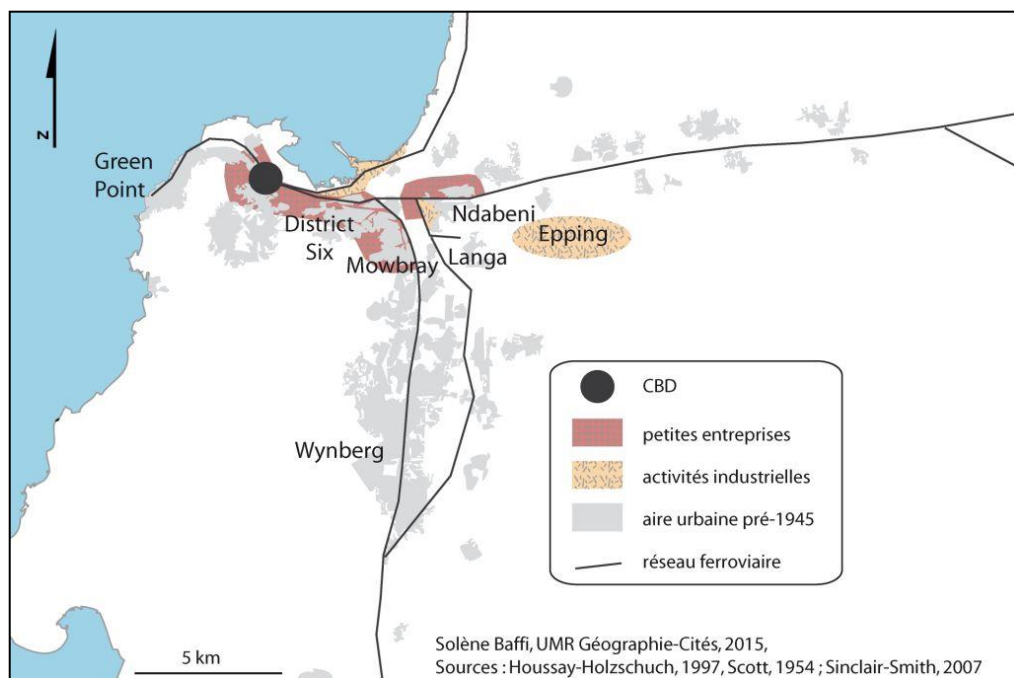 N
Green
Point
District
Six
Mowbray
Ndabeni
Langa
Epping
Wynberg
CBD
petites entreprises
activités industrielles
aire urbaine pré-1945
réseau ferroviaire
5 km
Solène Baffi, UMR Géographie-Cités, 2015,
Sources : Houssay-Holzschuch, 1997, Scott, 1954 ; Sinclair-Smith, 2007